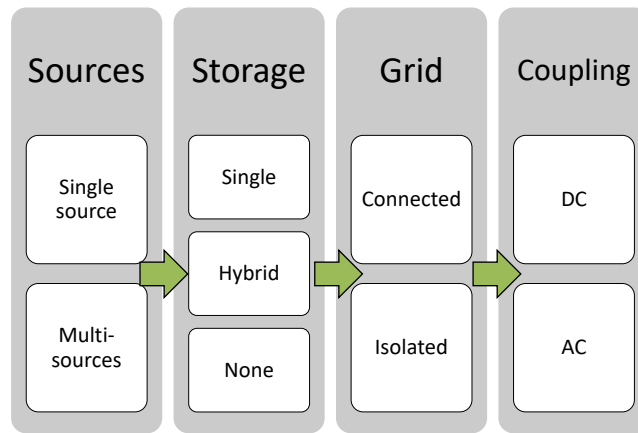 Sources
Single
source
Multi-
sources
Storage
Single
Hybrid
None
Grid
Connected
Isolated
Coupling
DC
AC